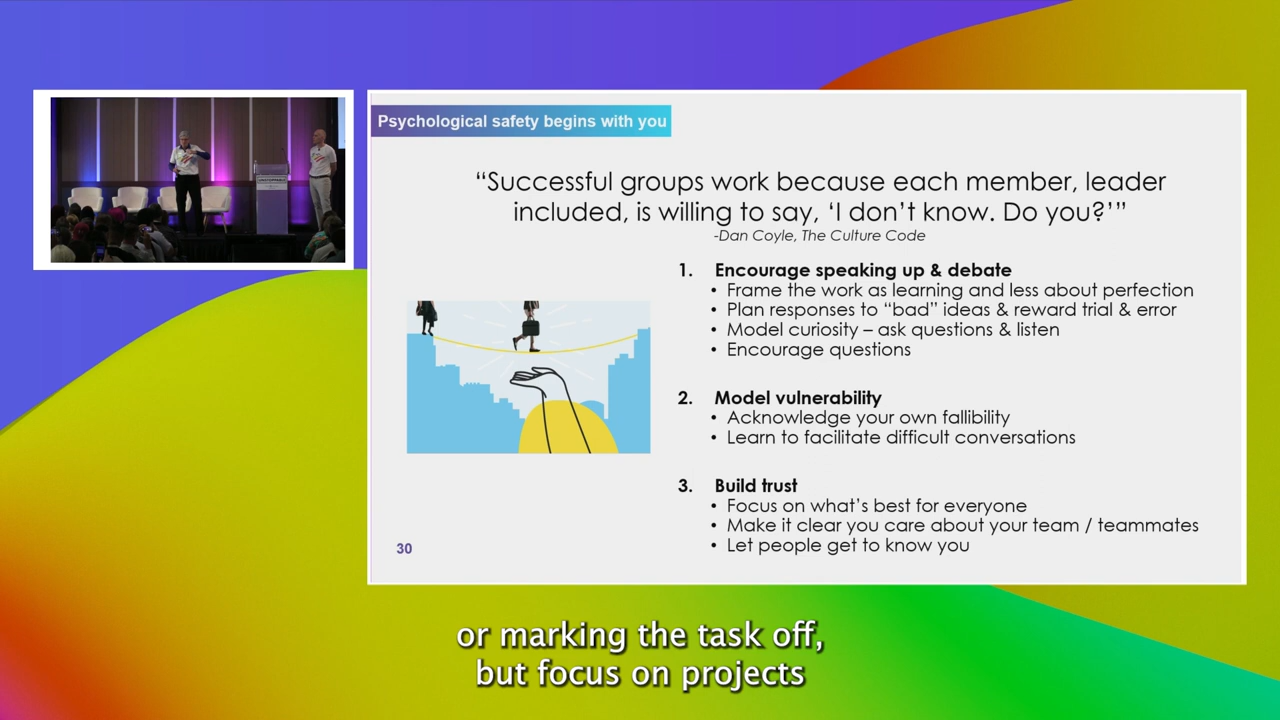 Psychological safety begins with you
“Successful groups work because each member, leader
included, is willing to say, ‘I don’t know. Do you?’”
-Dan Coyle, The Culture Code
1. Encourage speaking up & debate
• Frame the work as learning and less about perfection
• Plan responses to “bad” ideas & reward trial & error
• Model curiosity – ask questions & listen
• Encourage questions
2. Model vulnerability
• Acknowledge your own fallibility
• Learn to facilitate difficult conversations
3. Build trust
• Focus on what’s best for everyone
• Make it clear you care about your team / teammates
• Let people get to know you
30
or marking the task off,
but focus on projects